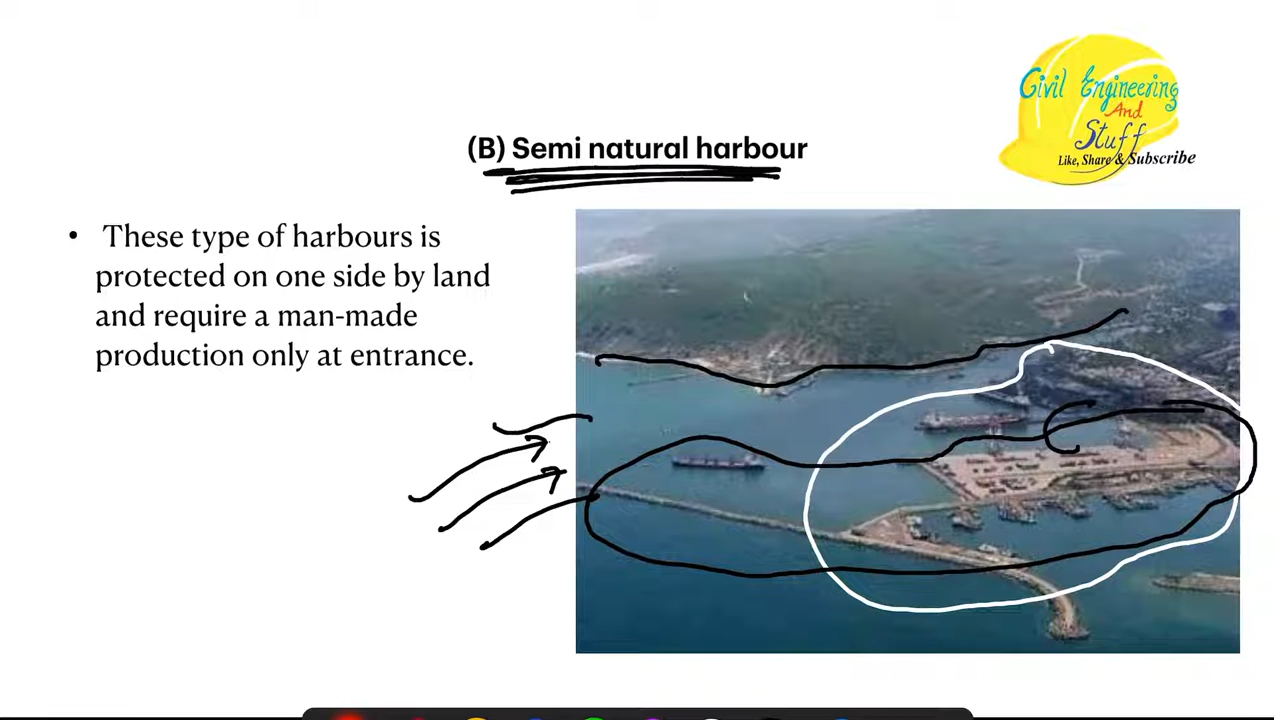 Civil Engineering
And
Stuff
Like, Share & Subscribe
(B) Semi natural harbour
• These type of harbours is
protected on one side by land
and require a man-made
production only at entrance.